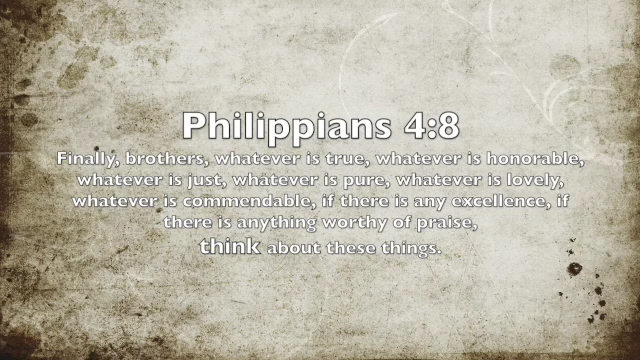 Philippians 4:8
Finally, brothers, whatever is true, whatever is honorable,
whatever is just, whatever is pure, whatever is lovely,
whatever is commendable, if there is any excellence, if
there is anything worthy of praise,
think about these things.